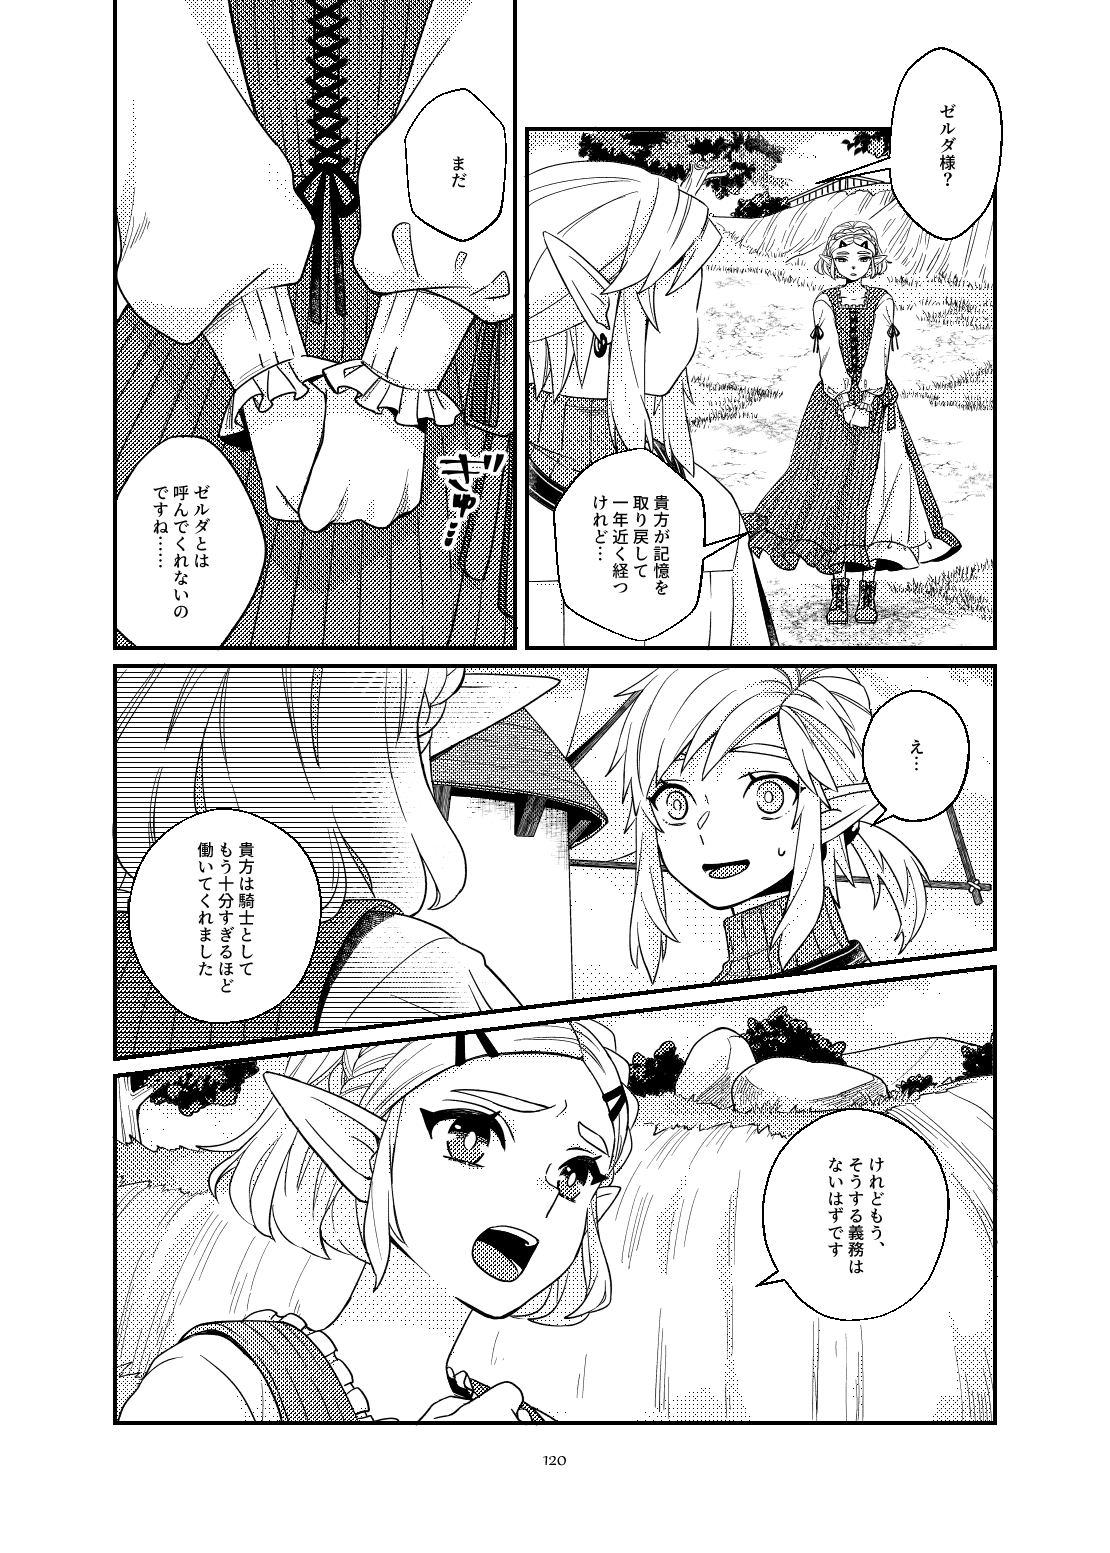 ゼルダ様？
貴方が記憶を
取り戻して
一年近く経つ
けれど…
まだ
ぎゅ…
ゼルダとは
呼んでくれないの
ですね……
え…
貴方は騎士として
もう十分すぎるほど
働いてくれました
けれどもう、
そうする義務は
ないはずです
120